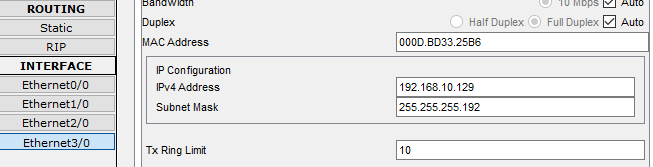 ROUTING
Static
RIP
INTERFACE
Ethernet0/0
Ethernet1/0
Ethernet2/0
Ethernet3/0
Bandwidth 10 Mbps Auto
Duplex Half Duplex Full Duplex Auto
MAC Address 000D.BD33.25B6
IP Configuration
IPv4 Address 192.168.10.129
Subnet Mask 255.255.255.192
Tx Ring Limit 10